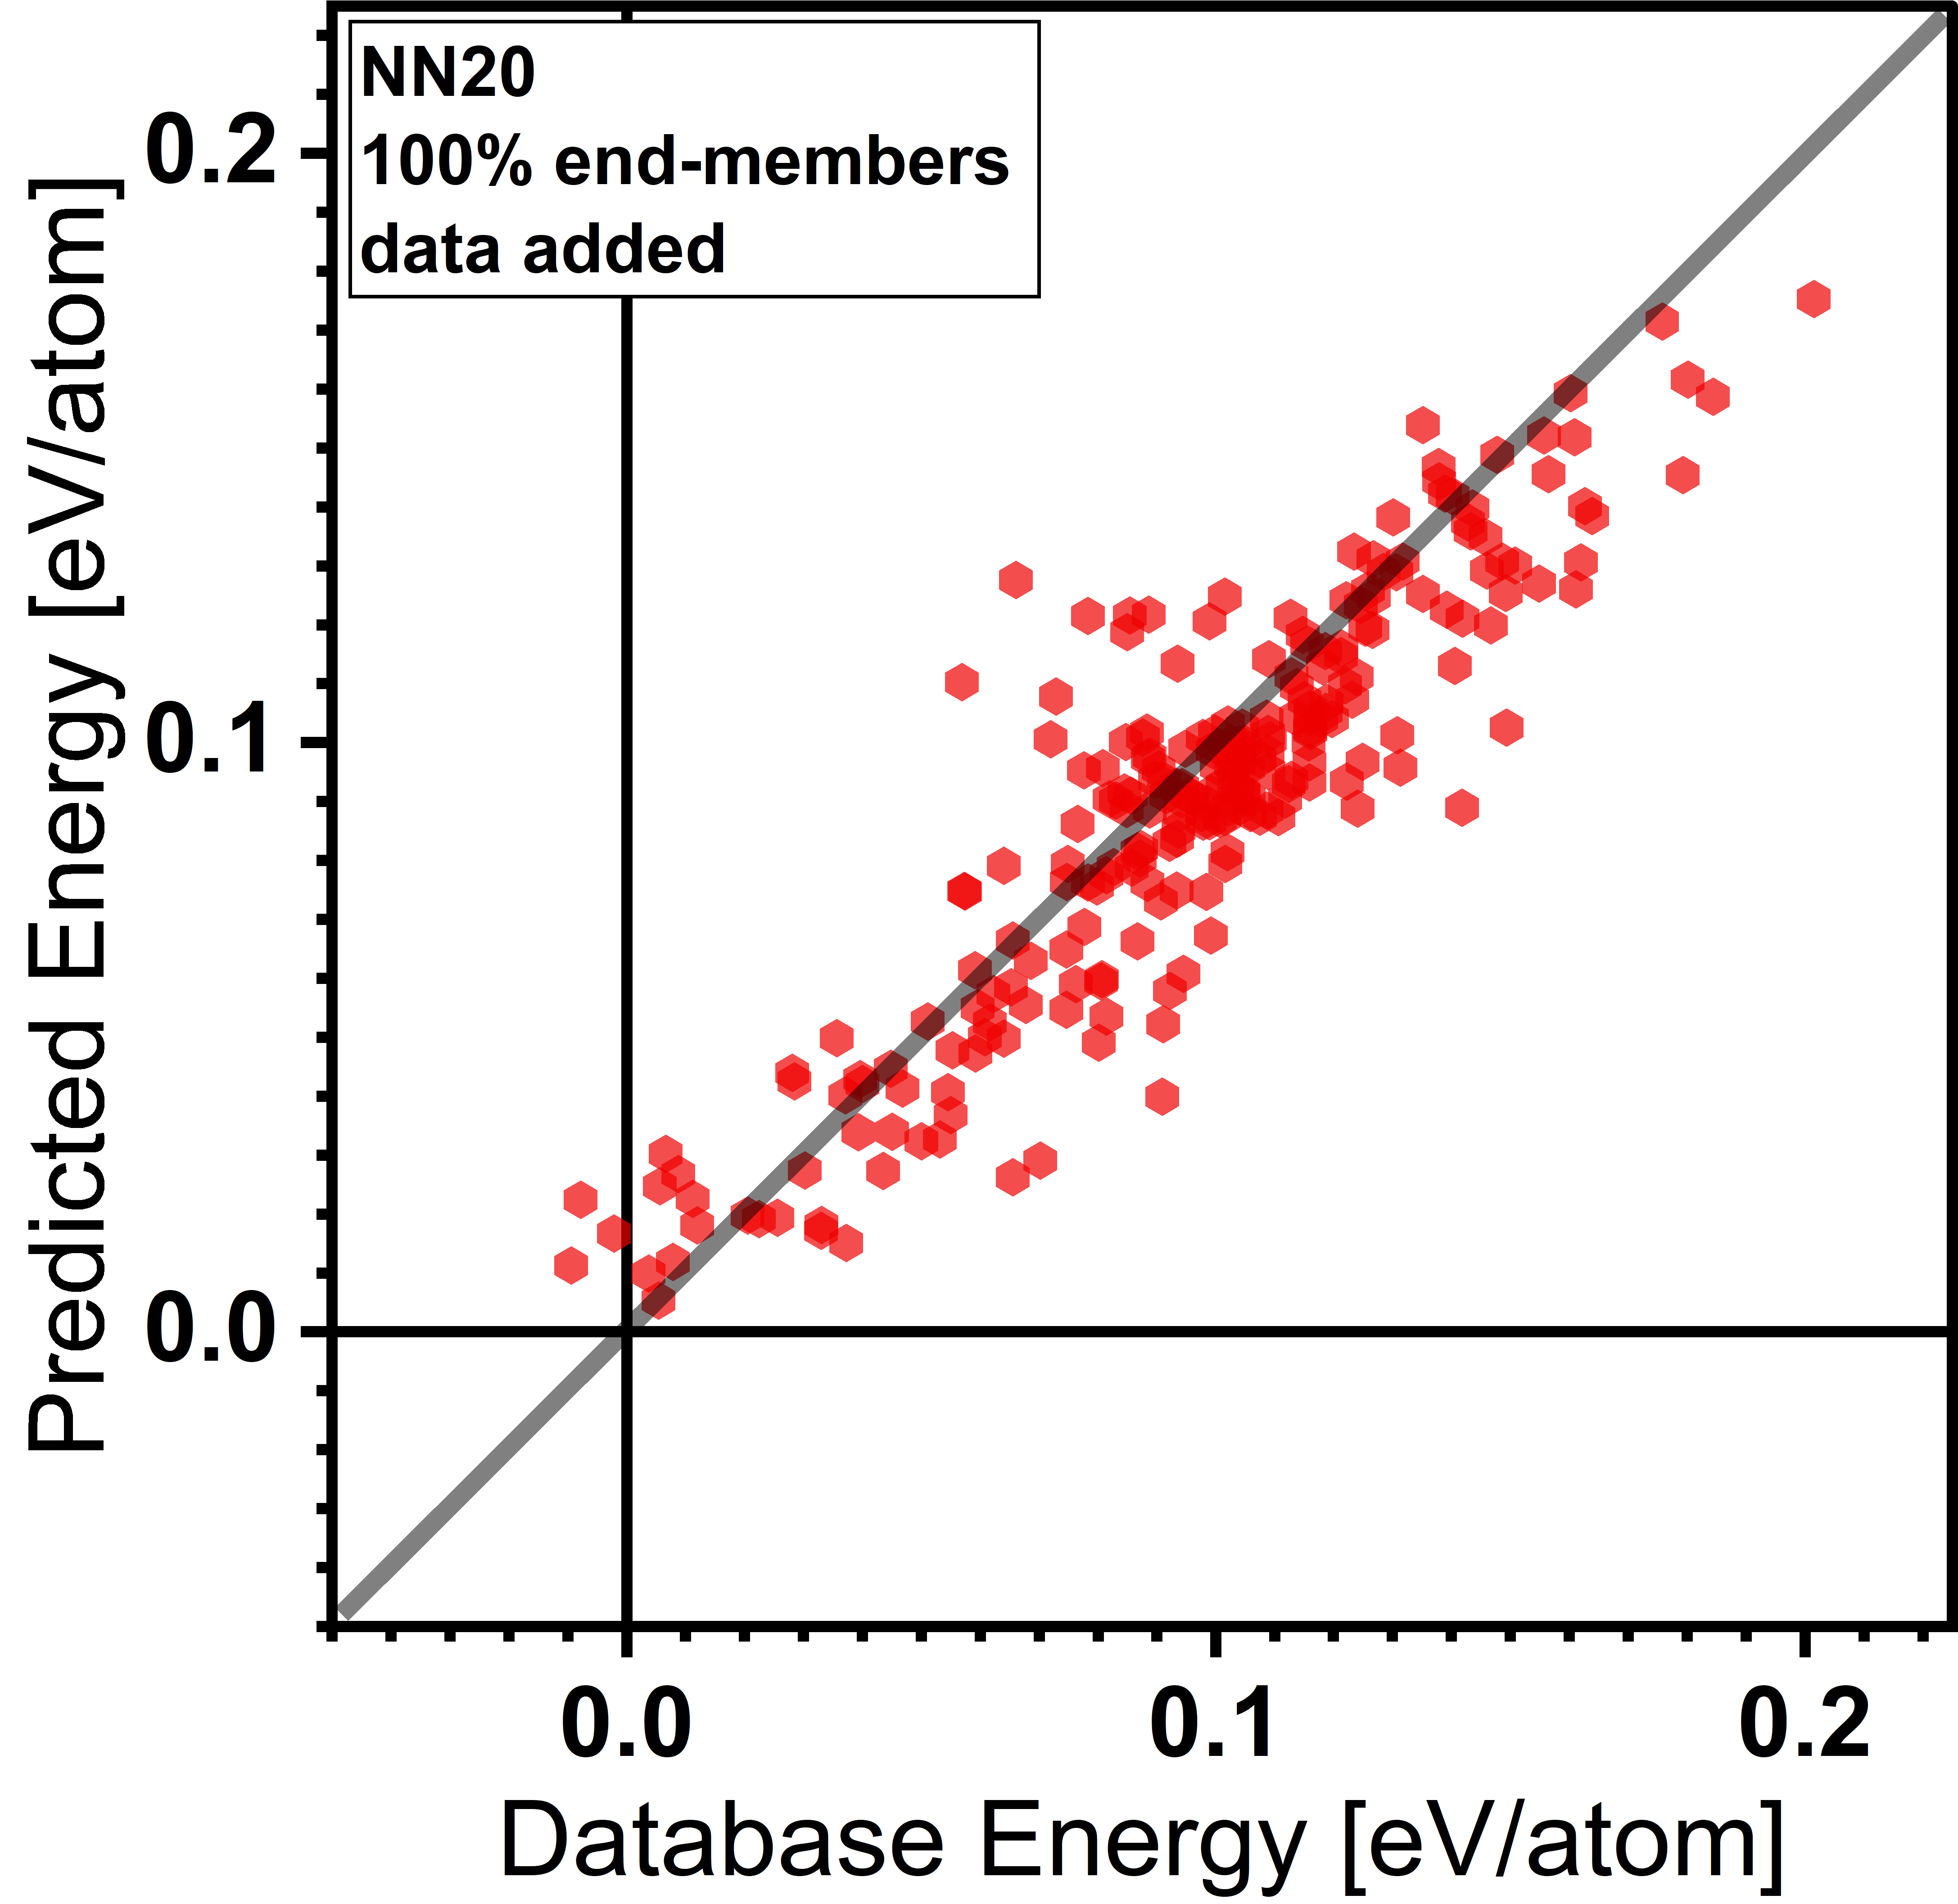 NN20
100% end-members
data added
0.2
0.1
0.0
Predicted Energy [eV/atom]
0.0
0.1
0.2
Database Energy [eV/atom]